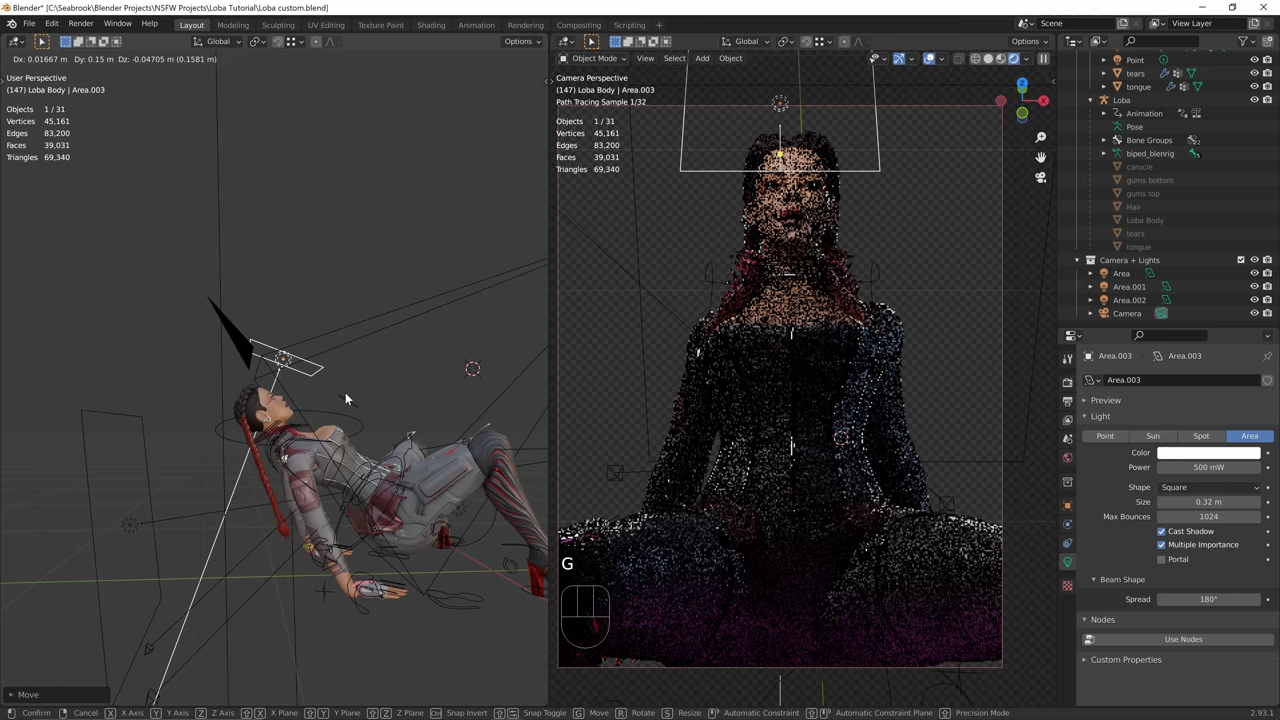 Blender* [C:\Seabrook\Blender Projects\NSFW Projects\Loba Tutorial\Loba custom.blend]
File Edit Render Window Help Layout Modeling Sculpting UV Editing Texture Paint Shading Animation Rendering Compositing Scripting Scene View Layer
Global Options
Dx: 0.01667 m Dy: 0.15 m Dz: -0.04705 m (0.1581 m)
User Perspective
(147) Loba Body | Area.003
Objects 1 / 31
Vertices 45,161
Edges 83,200
Faces 39,031
Triangles 69,340
Move
Global Options
Object Mode View Select Add Object
Camera Perspective
(147) Loba Body | Area.003
Path Tracing Sample 1/32
Objects 1 / 31
Vertices 45,161
Edges 83,200
Faces 39,031
Triangles 69,340
Z
X
G
Point
tears
tongue
Loba
Animation
Pose
Bone Groups
biped_blenrig
carucle
gums bottom
gums top
Hair
Loba Body
tears
tongue
Camera + Lights
Area
Area.001
Area.002
Camera
Area.003 Area.003
Area.003
Preview
Light
Point Sun Spot Area
Color
Power 500 mW
Shape Square
Size 0.32 m
Max Bounces 1024
Cast Shadow
Multiple Importance
Portal
Beam Shape
Spread 180°
Nodes
Use Nodes
Custom Properties
Confirm Cancel X X Axis Y Y Axis Z Z Axis X X Plane Y Y Plane Z Z Plane Snap Invert Snap Toggle G Move R Rotate S Resize Automatic Constraint Automatic Constraint Plane Precision Mode 2.93.1